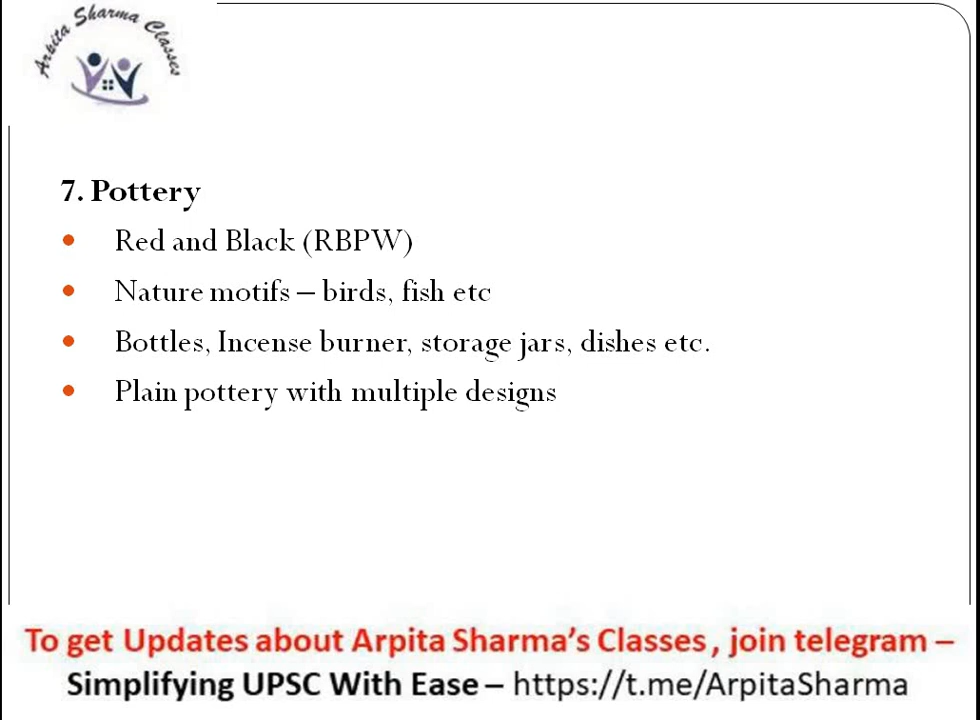 Arpita Sharma Classes
7. Pottery
• Red and Black (RBPW)
• Nature motifs – birds, fish etc
• Bottles, Incense burner, storage jars, dishes etc.
• Plain pottery with multiple designs
To get Updates about Arpita Sharma's Classes , join telegram –
Simplifying UPSC With Ease – https://t.me/ArpitaSharma